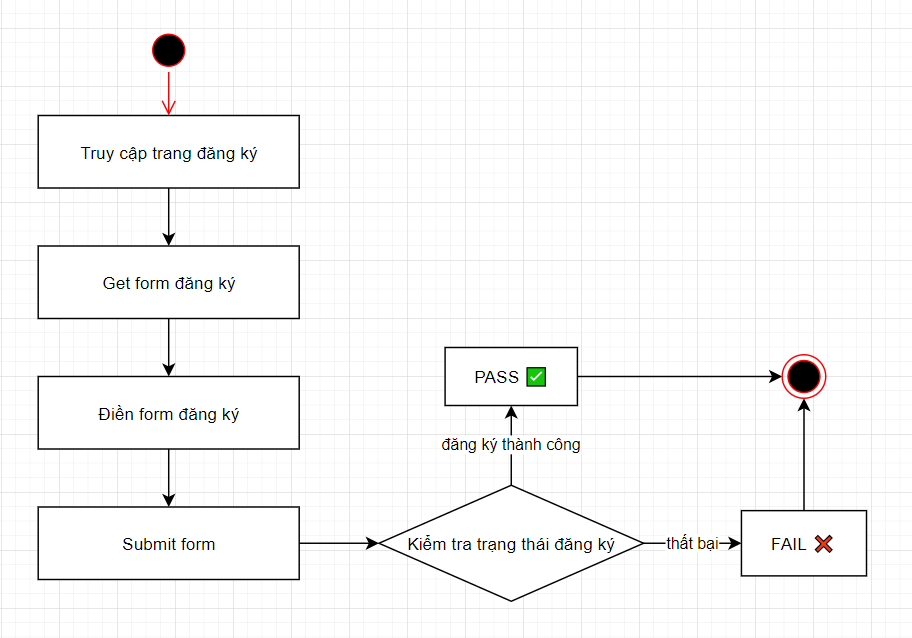 Truy cập trang đăng ký
Get form đăng ký
Điền form đăng ký
Submit form
Kiểm tra trạng thái đăng ký
đăng ký thành công
PASS ✅
thất bại
FAIL ❌